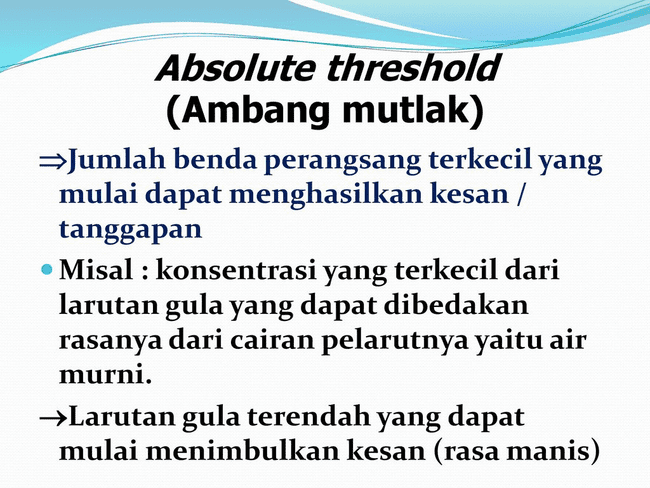 Absolute threshold
(Ambang mutlak)
⇒Jumlah benda perangsang terkecil yang
mulai dapat menghasilkan kesan /
tanggapan
• Misal : konsentrasi yang terkecil dari
larutan gula yang dapat dibedakan
rasanya dari cairan pelarutnya yaitu air
murni.
→Larutan gula terendah yang dapat
mulai menimbulkan kesan (rasa manis)